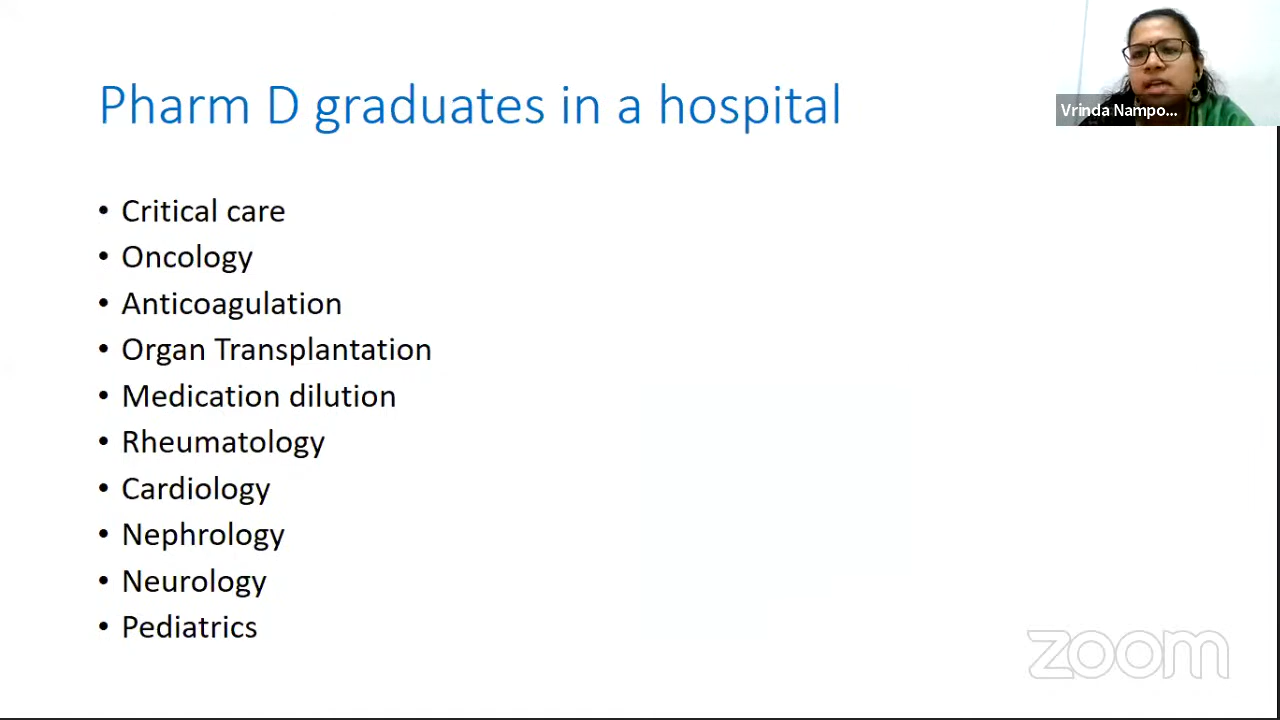 Pharm D graduates in a hospital
Vrinda Nampo...
• Critical care
• Oncology
• Anticoagulation
• Organ Transplantation
• Medication dilution
• Rheumatology
• Cardiology
• Nephrology
• Neurology
• Pediatrics
zoom